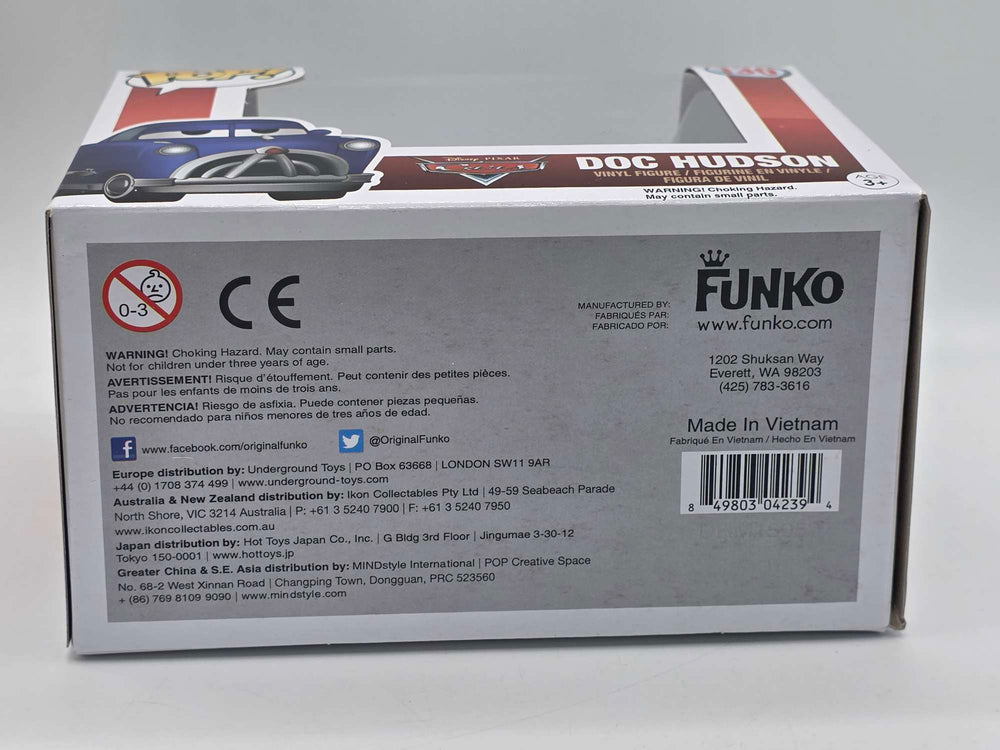 POP!
Disney PIXAR
Cars
DOC HUDSON
VINYL FIGURE / FIGURINE EN VINYLE /
FIGURA DE VINIL
WARNING! Choking Hazard.
May contain small parts.
AGE
3+
0-3
CE
WARNING! Choking Hazard. May contain small parts.
Not for children under three years of age.
AVERTISSEMENT! Risque d'étouffement. Peut contenir des petites pièces.
Pas pour les enfants de moins de trois ans.
ADVERTENCIA! Riesgo de asfixia. Puede contener piezas pequeñas.
No recomendado para niños menores de tres años de edad.
www.facebook.com/originalfunko
@OriginalFunko
Europe distribution by: Underground Toys | PO Box 63668 | LONDON SW11 9AR
+44 (0) 1708 374 499 | www.underground-toys.com
Australia & New Zealand distribution by: Ikon Collectables Pty Ltd | 49-59 Seabeach Parade
North Shore, VIC 3214 Australia | P: +61 3 5240 7900 | F: +61 3 5240 7950
www.ikoncollectables.com.au
Japan distribution by: Hot Toys Japan Co., Inc. | G Bldg 3rd Floor | Jingumae 3-30-12
Tokyo 150-0001 | www.hottoys.jp
Greater China & S.E. Asia distribution by: MINDstyle International | POP Creative Space
No. 68-2 West Xinnan Road | Changping Town, Dongguan, PRC 523560
+ (86) 769 8109 9090 | www.mindstyle.com
MANUFACTURED BY:
FABRIQUÉS PAR:
FABRICADO POR:
FUNKO
www.funko.com
1202 Shuksan Way
Everett, WA 98203
(425) 783-3616
Made In Vietnam
Fabriqué En Vietnam / Hecho En Vietnam
8 49803 04239 4